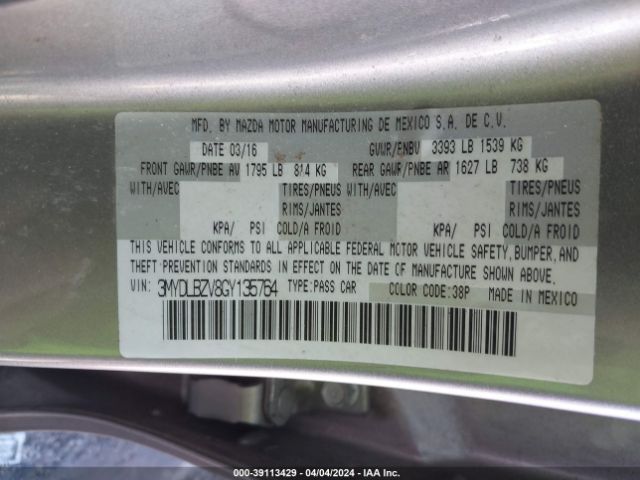 MFD. BY MAZDA MOTOR MANUFACTURING DE MEXICO S.A. DE C.V.
DATE 03/16 GVWR/PNBV 3393 LB 1539 KG
FRONT GAWR/PNBE AV 1795 LB 814 KG REAR GAWR/PNBE AR 1627 LB 738 KG
WITH/AVEC TIRES/PNEUS WITH/AVEC TIRES/PNEUS
RIMS/JANTES RIMS/JANTES
KPA/ PSI COLD/A FROID KPA/ PSI COLD/A FROID
THIS VEHICLE CONFORMS TO ALL APPLICABLE FEDERAL MOTOR VEHICLE SAFETY, BUMPER, AND
THEFT PREVENTION STANDARDS IN EFFECT ON THE DATE OF MANUFACTURE SHOWN ABOVE.
VIN: 3MYDLBZV8GY135764 TYPE:PASS CAR COLOR CODE:38P MADE IN MEXICO
000-39113429 - 04/04/2024 - IAA Inc.